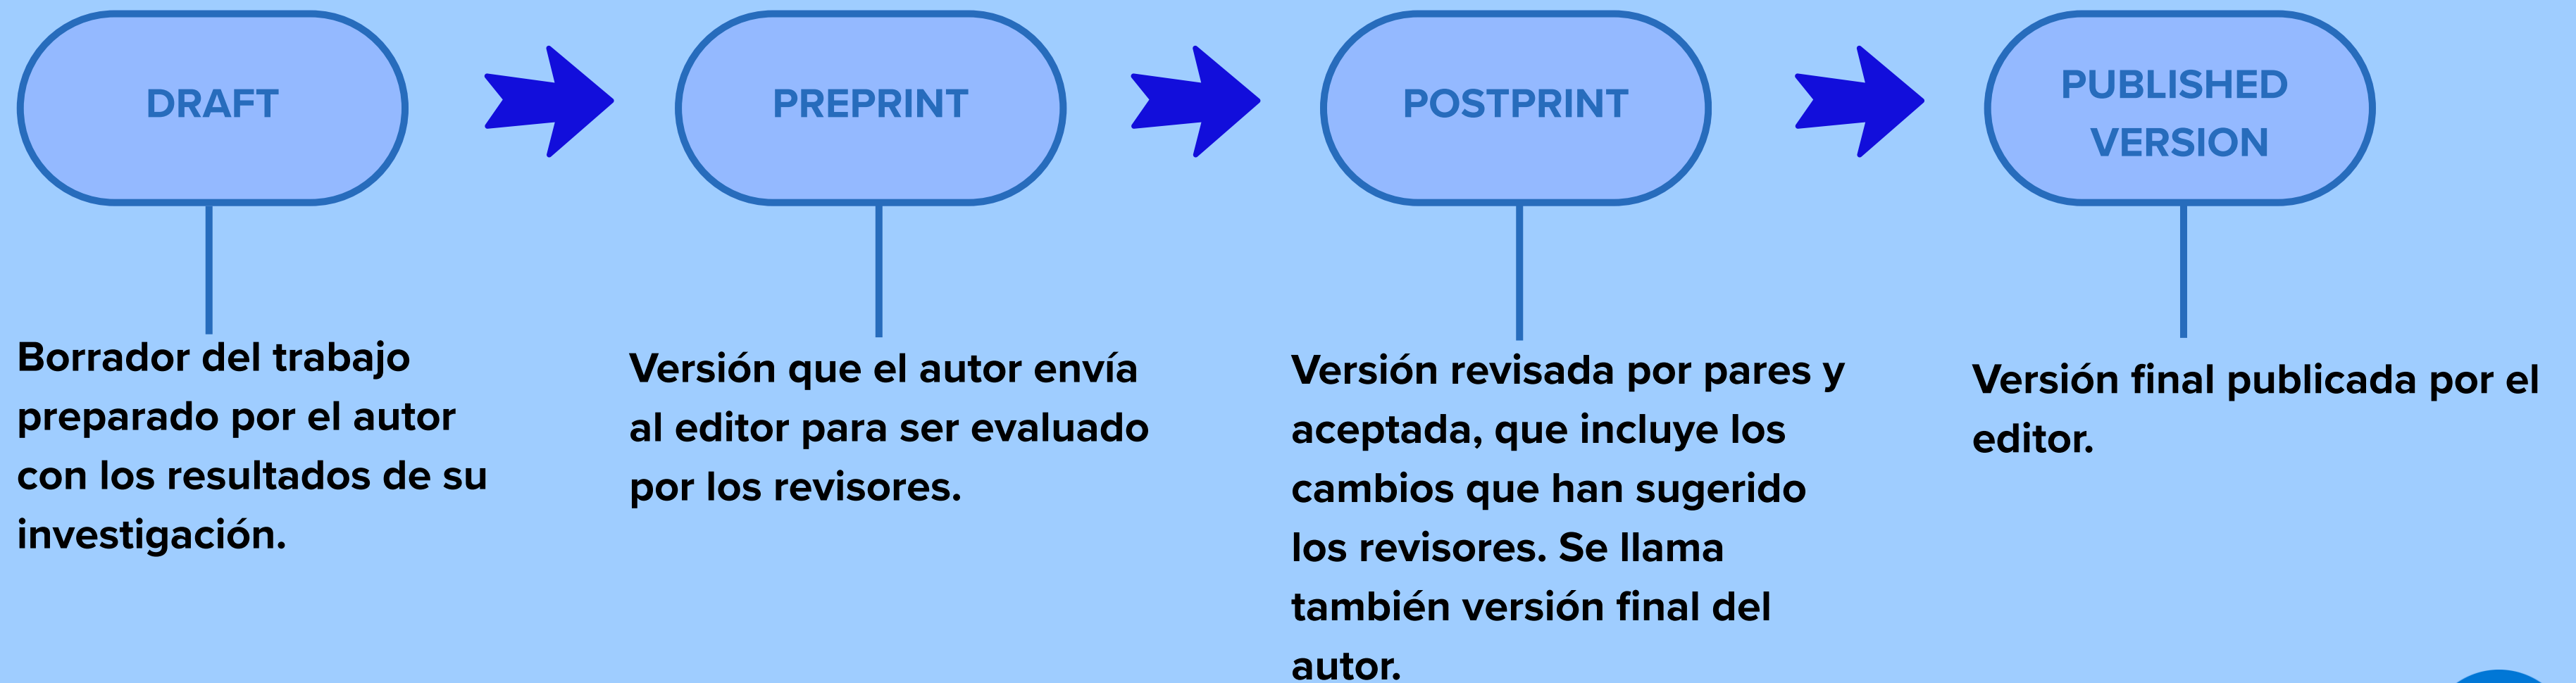 DRAFT
PREPRINT
POSTPRINT
PUBLISHED
VERSION
Borrador del trabajo
preparado por el autor
con los resultados de su
investigación.
Versión que el autor envía
al editor para ser evaluado
por los revisores.
Versión revisada por pares y
aceptada, que incluye los
cambios que han sugerido
los revisores. Se llama
también versión final del
autor.
Versión final publicada por el
editor.